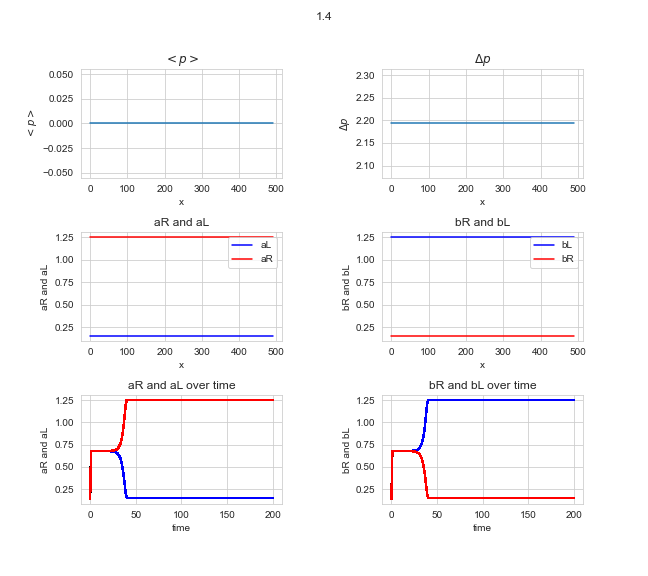 1.4
< p >
Δp
0.050
0.025
0.000
−0.025
−0.050
< p >
0 100 200 300 400 500
x
2.30
2.25
2.20
2.15
2.10
Δp
0 100 200 300 400 500
x
aR and aL
bR and bL
1.25
1.00
0.75
0.50
0.25
aR and aL
aL
aR
0 100 200 300 400 500
x
1.25
1.00
0.75
0.50
0.25
bR and bL
bL
bR
0 100 200 300 400 500
x
aR and aL over time
bR and bL over time
1.25
1.00
0.75
0.50
0.25
aR and aL
0 50 100 150 200
time
1.25
1.00
0.75
0.50
0.25
bR and bL
0 50 100 150 200
time